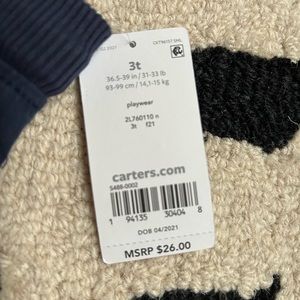 3t
36.5-39 in / 31-33 lb
93-99 cm / 14,1-15 kg
playwear
2L760110 n
3t f21
carters.com
S488-0002
1 94135 30404 8
DOB 04/2021
MSRP $26.00